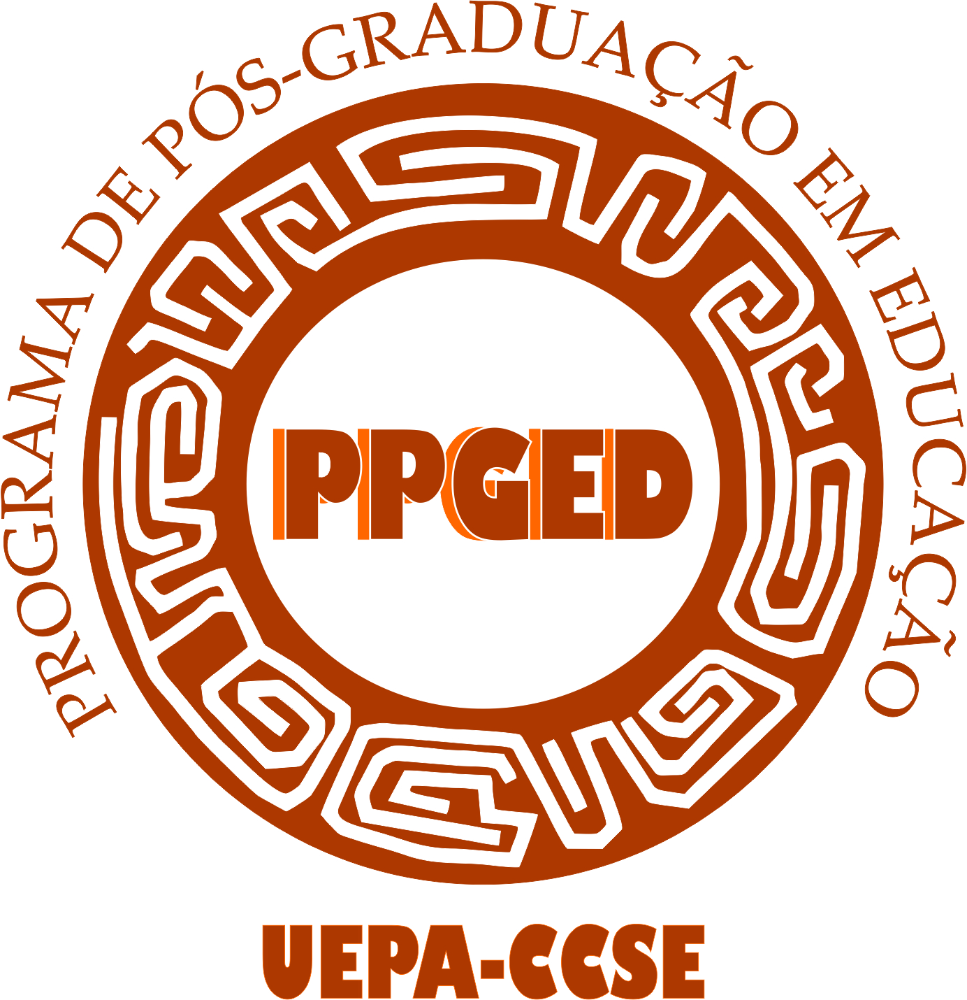 PROGRAMA DE PÓS-GRADUAÇÃO EM EDUCAÇÃO
PPGED
UEPA-CCSE